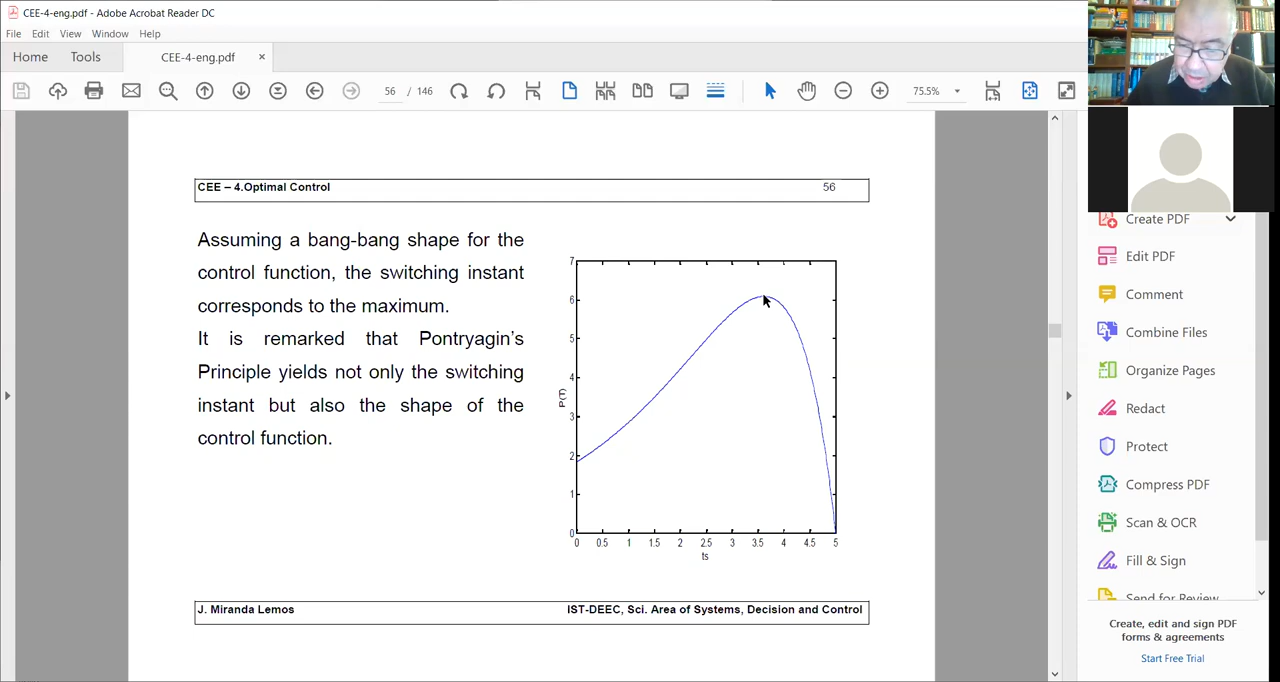 CEE-4-eng.pdf - Adobe Acrobat Reader DC
File Edit View Window Help
Home Tools CEE-4-eng.pdf ×
56 / 146 75.5%
CEE – 4.Optimal Control 56
Assuming a bang-bang shape for the
control function, the switching instant
corresponds to the maximum.
It is remarked that Pontryagin's
Principle yields not only the switching
instant but also the shape of the
control function.
7
6
5
4
3
2
1
0
P(T)
0 0.5 1 1.5 2 2.5 3 3.5 4 4.5 5
ts
J. Miranda Lemos IST-DEEC, Sci. Area of Systems, Decision and Control
Create PDF
Edit PDF
Comment
Combine Files
Organize Pages
Redact
Protect
Compress PDF
Scan & OCR
Fill & Sign
Send for Review
Create, edit and sign PDF
forms & agreements
Start Free Trial